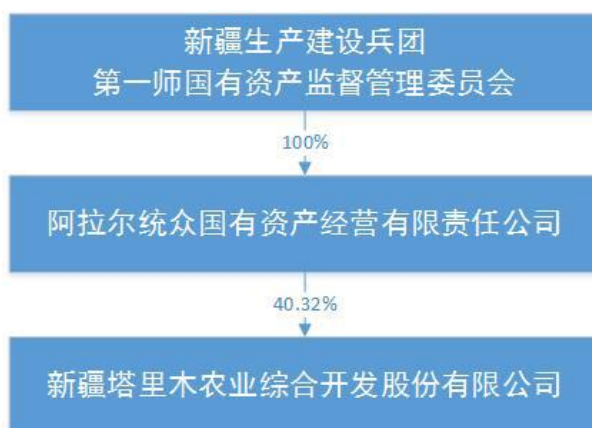 新疆生产建设兵团
第一师国有资产监督管理委员会
100%
阿拉尔统众国有资产经营有限责任公司
40.32%
新疆塔里木农业综合开发股份有限公司